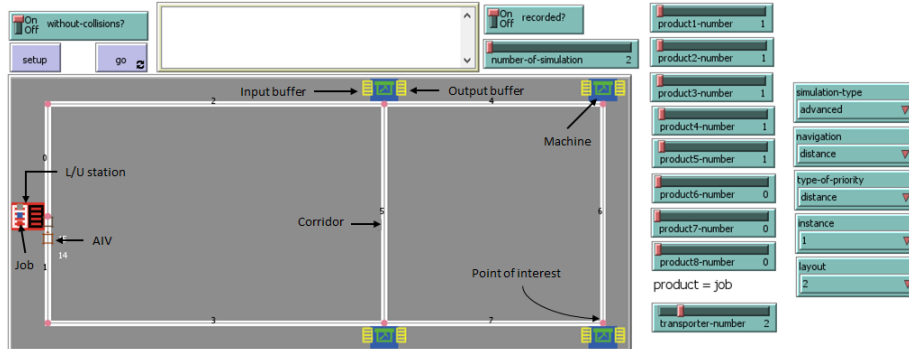 On
Off
without-collisions?
On
Off
recorded?
setup
go
number-of-simulation 2
product1-number 1
product2-number 1
product3-number 1
product4-number 1
product5-number 1
product6-number 0
product7-number 0
product8-number 0
product = job
transporter-number 2
simulation-type
advanced
navigation
distance
type-of-priority
distance
instance
1
layout
2
2
Input buffer
Output buffer
4
Machine
0
L/U station
Corridor
5
6
AIV
14
Job
1
Point of interest
3
7